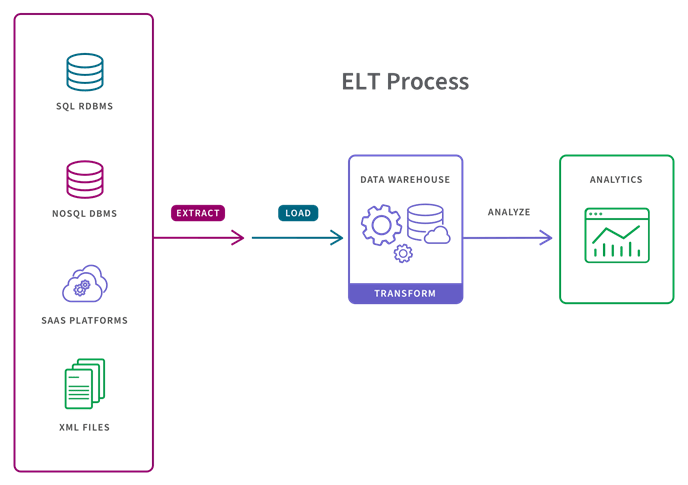 ELT Process
SQL RDBMS
NOSQL DBMS
SAAS PLATFORMS
XML FILES
EXTRACT
LOAD
DATA WAREHOUSE
TRANSFORM
ANALYZE
ANALYTICS